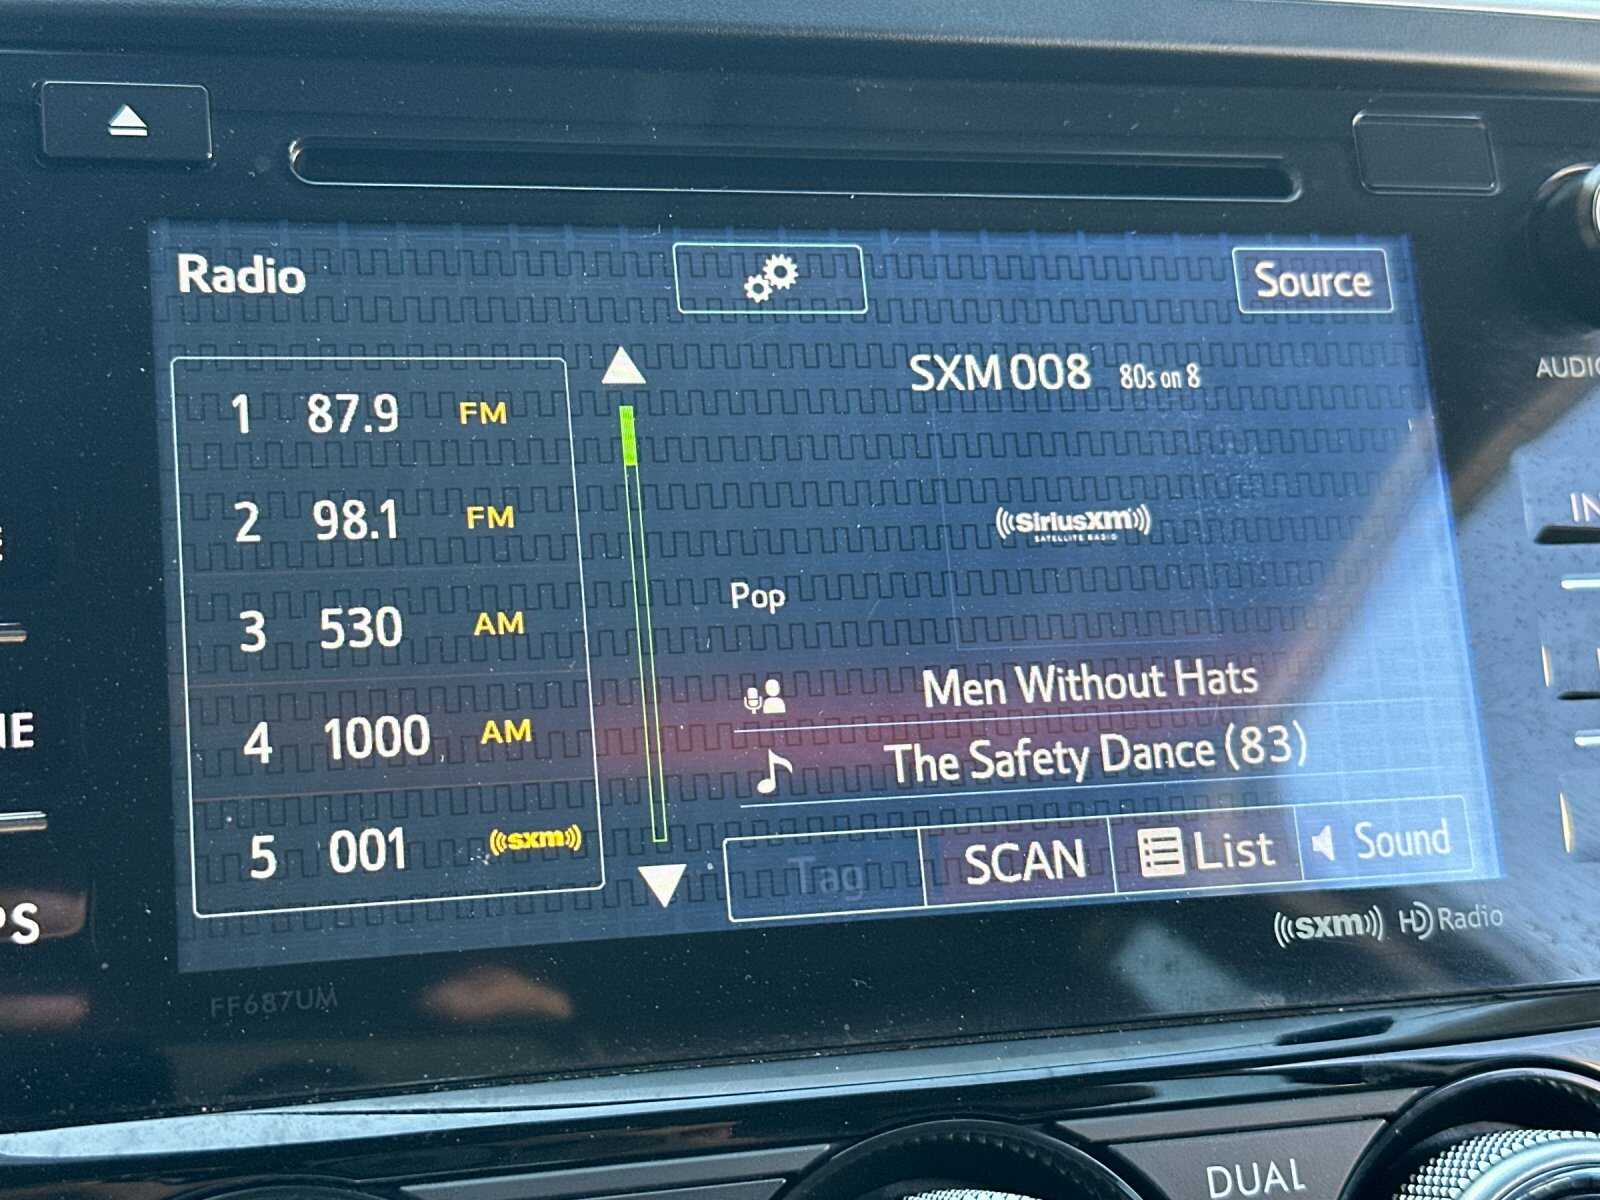 Radio
Source
SXM 008 80s on 8
1 87.9 FM
2 98.1 FM
3 530 AM
4 1000 AM
5 001 sxm
SiriusXM
SATELLITE RADIO
Pop
Men Without Hats
The Safety Dance (83)
Tag SCAN List Sound
sxm HD Radio
FF687UM
DUAL